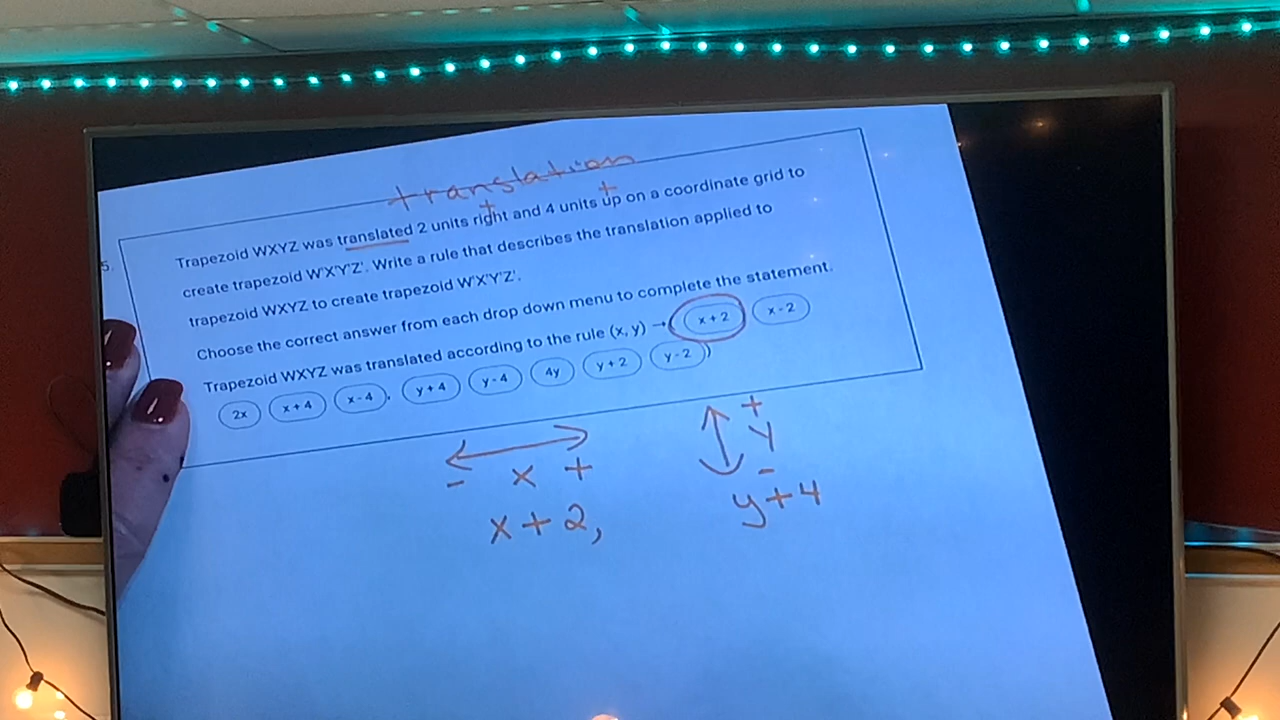 translation
+ +
5.
Trapezoid WXYZ was translated 2 units right and 4 units up on a coordinate grid to
create trapezoid W'X'Y'Z'. Write a rule that describes the translation applied to
trapezoid WXYZ to create trapezoid W'X'Y'Z'.
Choose the correct answer from each drop down menu to complete the statement.
Trapezoid WXYZ was translated according to the rule (x, y) → ( x + 2 x - 2
2x x + 4 x - 4 , y + 4 y - 4 4y y + 2 y - 2 )
- x +
+
y
-
x + 2, y + 4